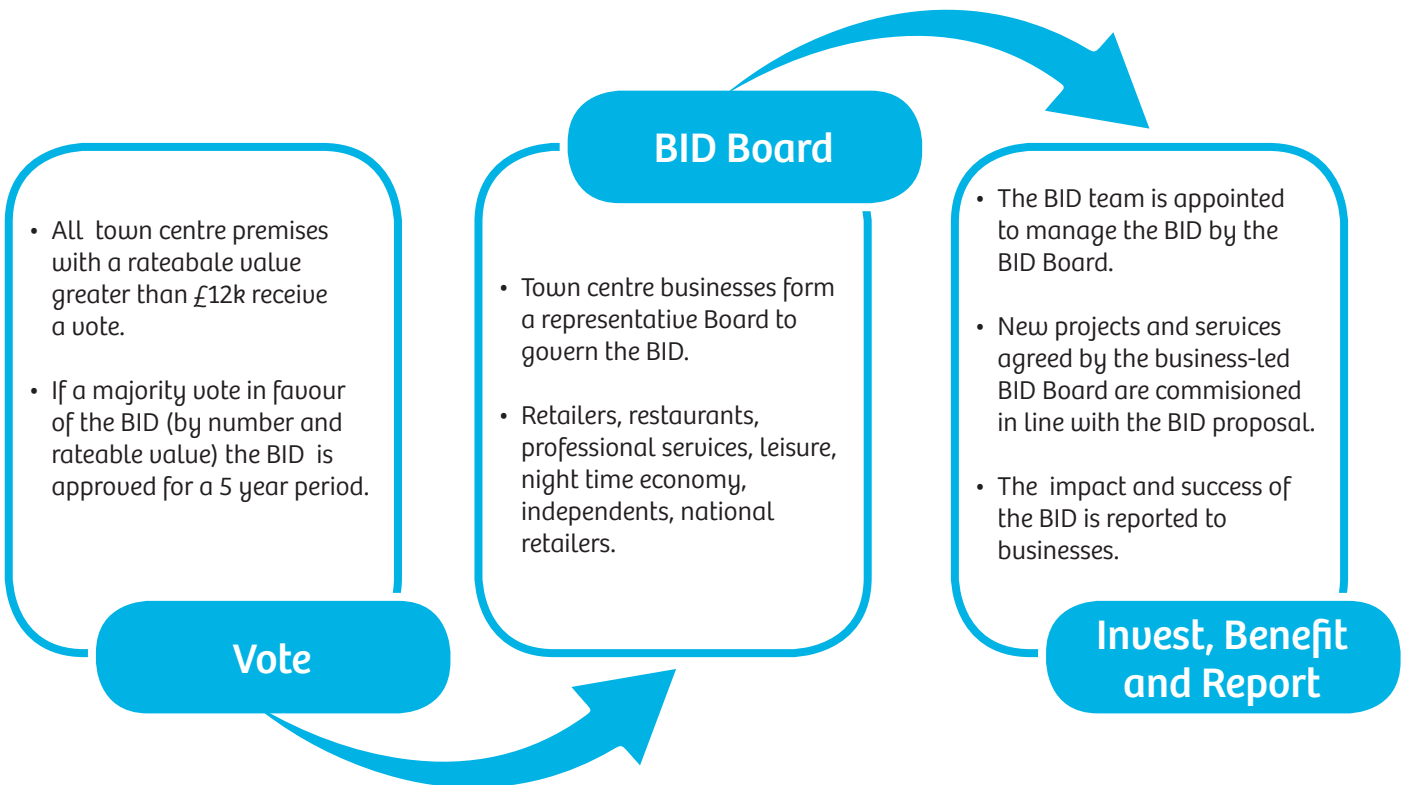 • All  town centre premises
with a rateabale value
greater than £12k receive
a vote.
• If a majority vote in favour
of the BID (by number and
rateable value) the BID  is
approved for a 5 year period.
Vote
BID Board
• Town centre businesses form
a representative Board to
govern the BID.
• Retailers, restaurants,
professional services, leisure,
night time economy,
independents, national
retailers.
• The BID team is appointed
to manage the BID by the
BID Board.
• New projects and services
agreed by the business-led
BID Board are commisioned
in line with the BID proposal.
• The  impact and success of
the BID is reported to
businesses.
Invest, Benefit
and Report